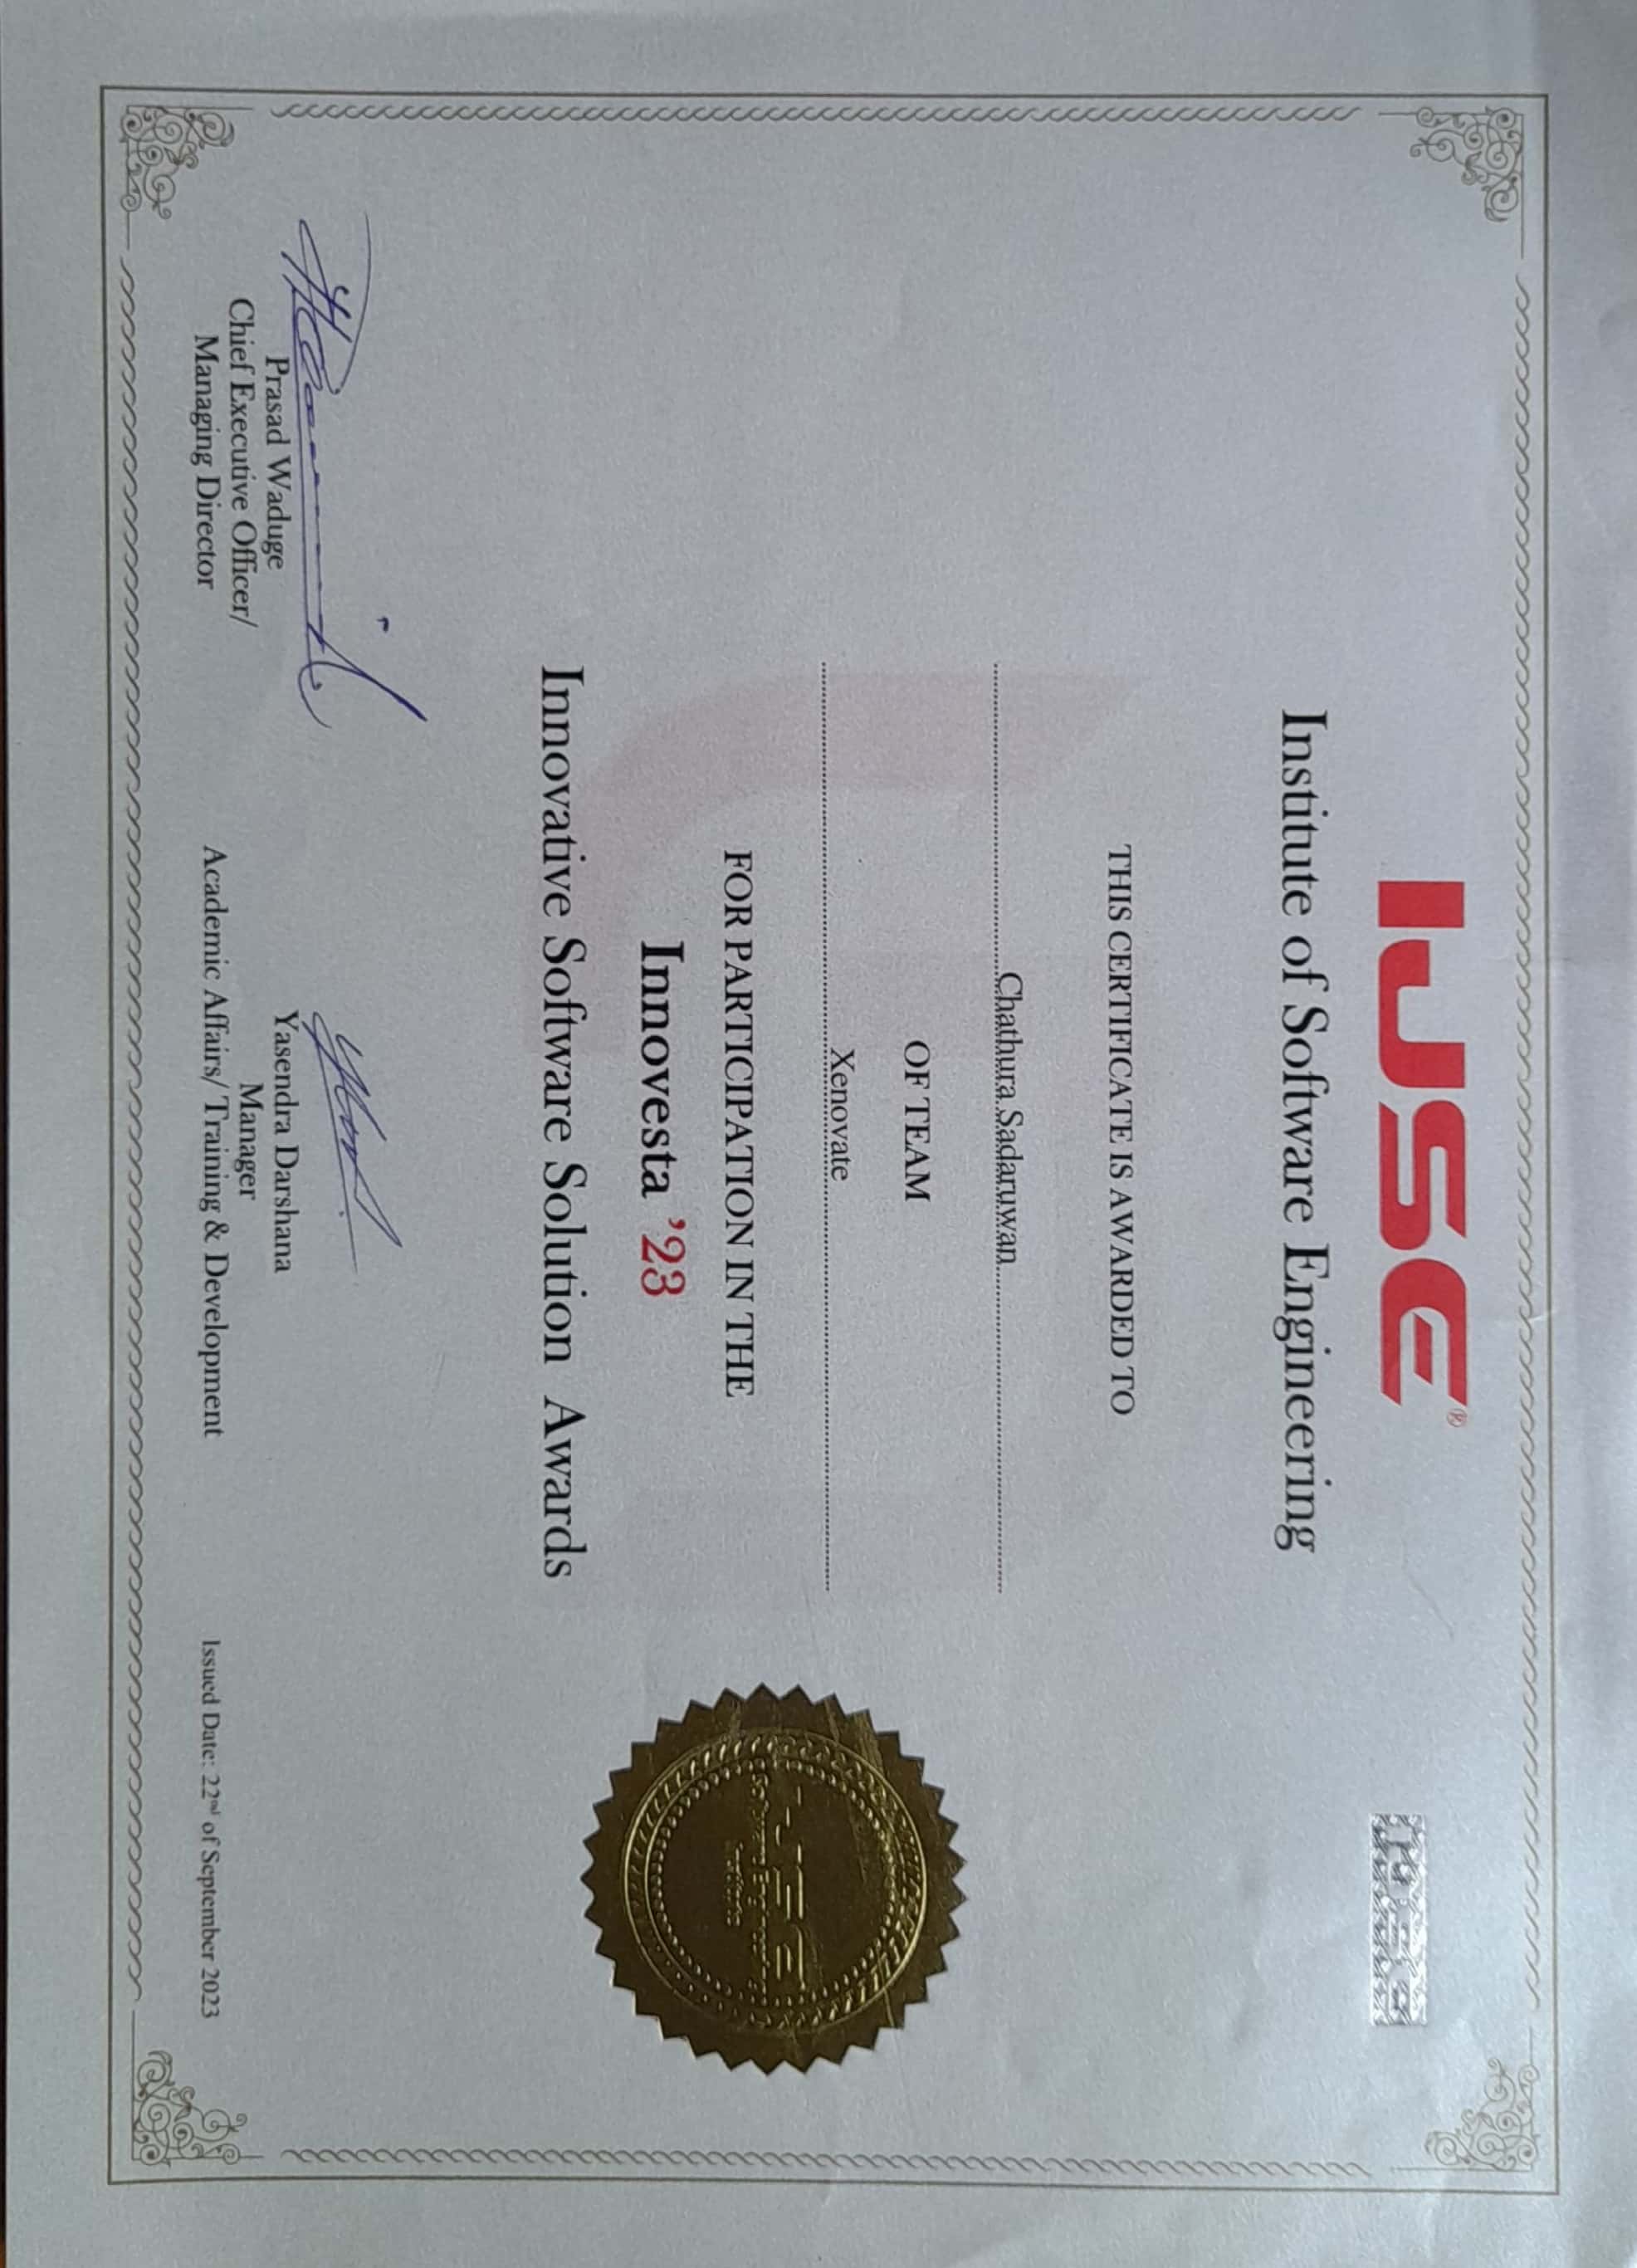 IJSE®
IJSE
Institute of Software Engineering
THIS CERTIFICATE IS AWARDED TO
Chathura Sadaruwan
OF TEAM
Xenovate
FOR PARTICIPATION IN THE
Innovesta ’23
Innovative Software Solution Awards
IJSE
Software Engineering
Institute
Prasad Waduge
Chief Executive Officer/
Managing Director
Yasendra Darshana
Manager
Academic Affairs/ Training & Development
Issued Date: 22nd of September 2023